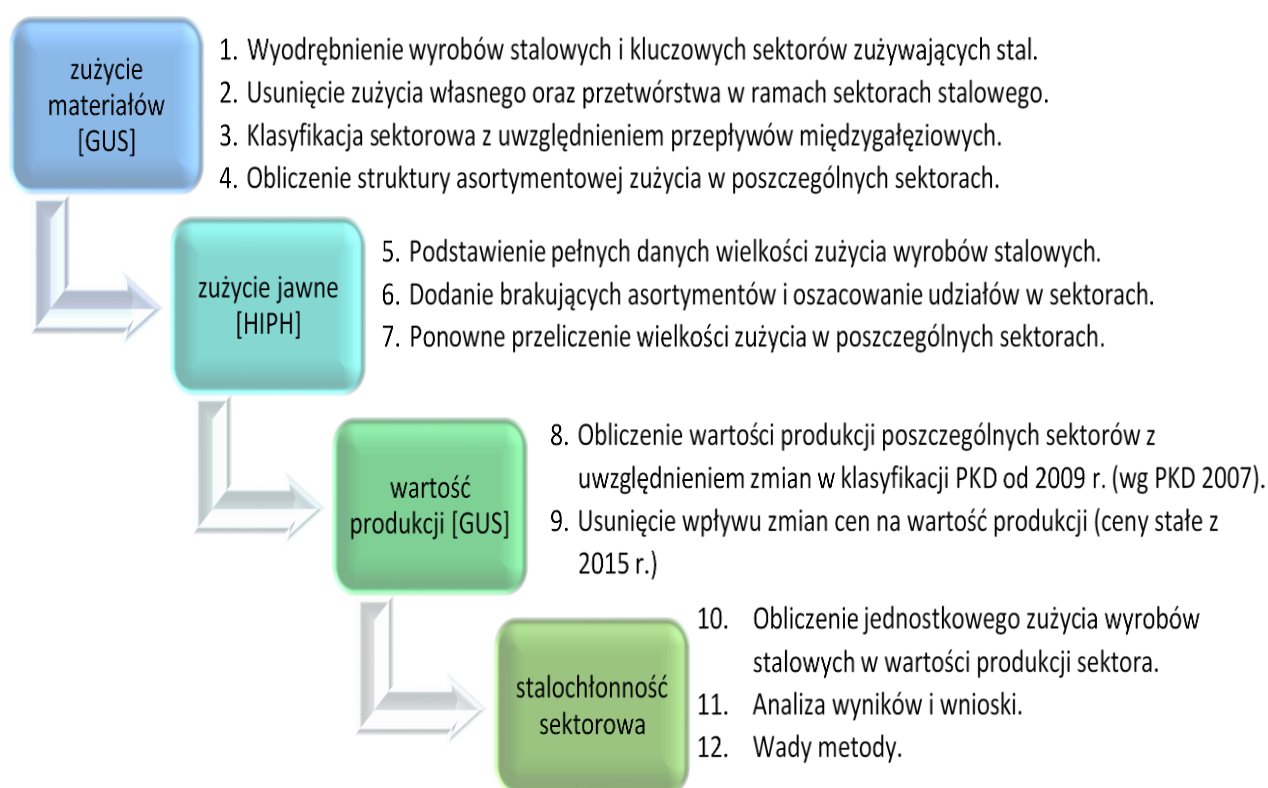 zużycie
materiałów
[GUS]
1. Wyodrębnienie wyrobów stalowych i kluczowych sektorów zużywających stal.
2. Usunięcie zużycia własnego oraz przetwórstwa w ramach sektorach stalowego.
3. Klasyfikacja sektorowa z uwzględnieniem przepływów międzygałęziowych.
4. Obliczenie struktury asortymentowej zużycia w poszczególnych sektorach.
zużycie jawne
[HIPH]
5. Podstawienie pełnych danych wielkości zużycia wyrobów stalowych.
6. Dodanie brakujących asortymentów i oszacowanie udziałów w sektorach.
7. Ponowne przeliczenie wielkości zużycia w poszczególnych sektorach.
wartość
produkcji [GUS]
8. Obliczenie wartości produkcji poszczególnych sektorów z
uwzględnieniem zmian w klasyfikacji PKD od 2009 r. (wg PKD 2007).
9. Usunięcie wpływu zmian cen na wartość produkcji (ceny stałe z
2015 r.)
stalochłonność
sektorowa
10. Obliczenie jednostkowego zużycia wyrobów
stalowych w wartości produkcji sektora.
11. Analiza wyników i wnioski.
12. Wady metody.